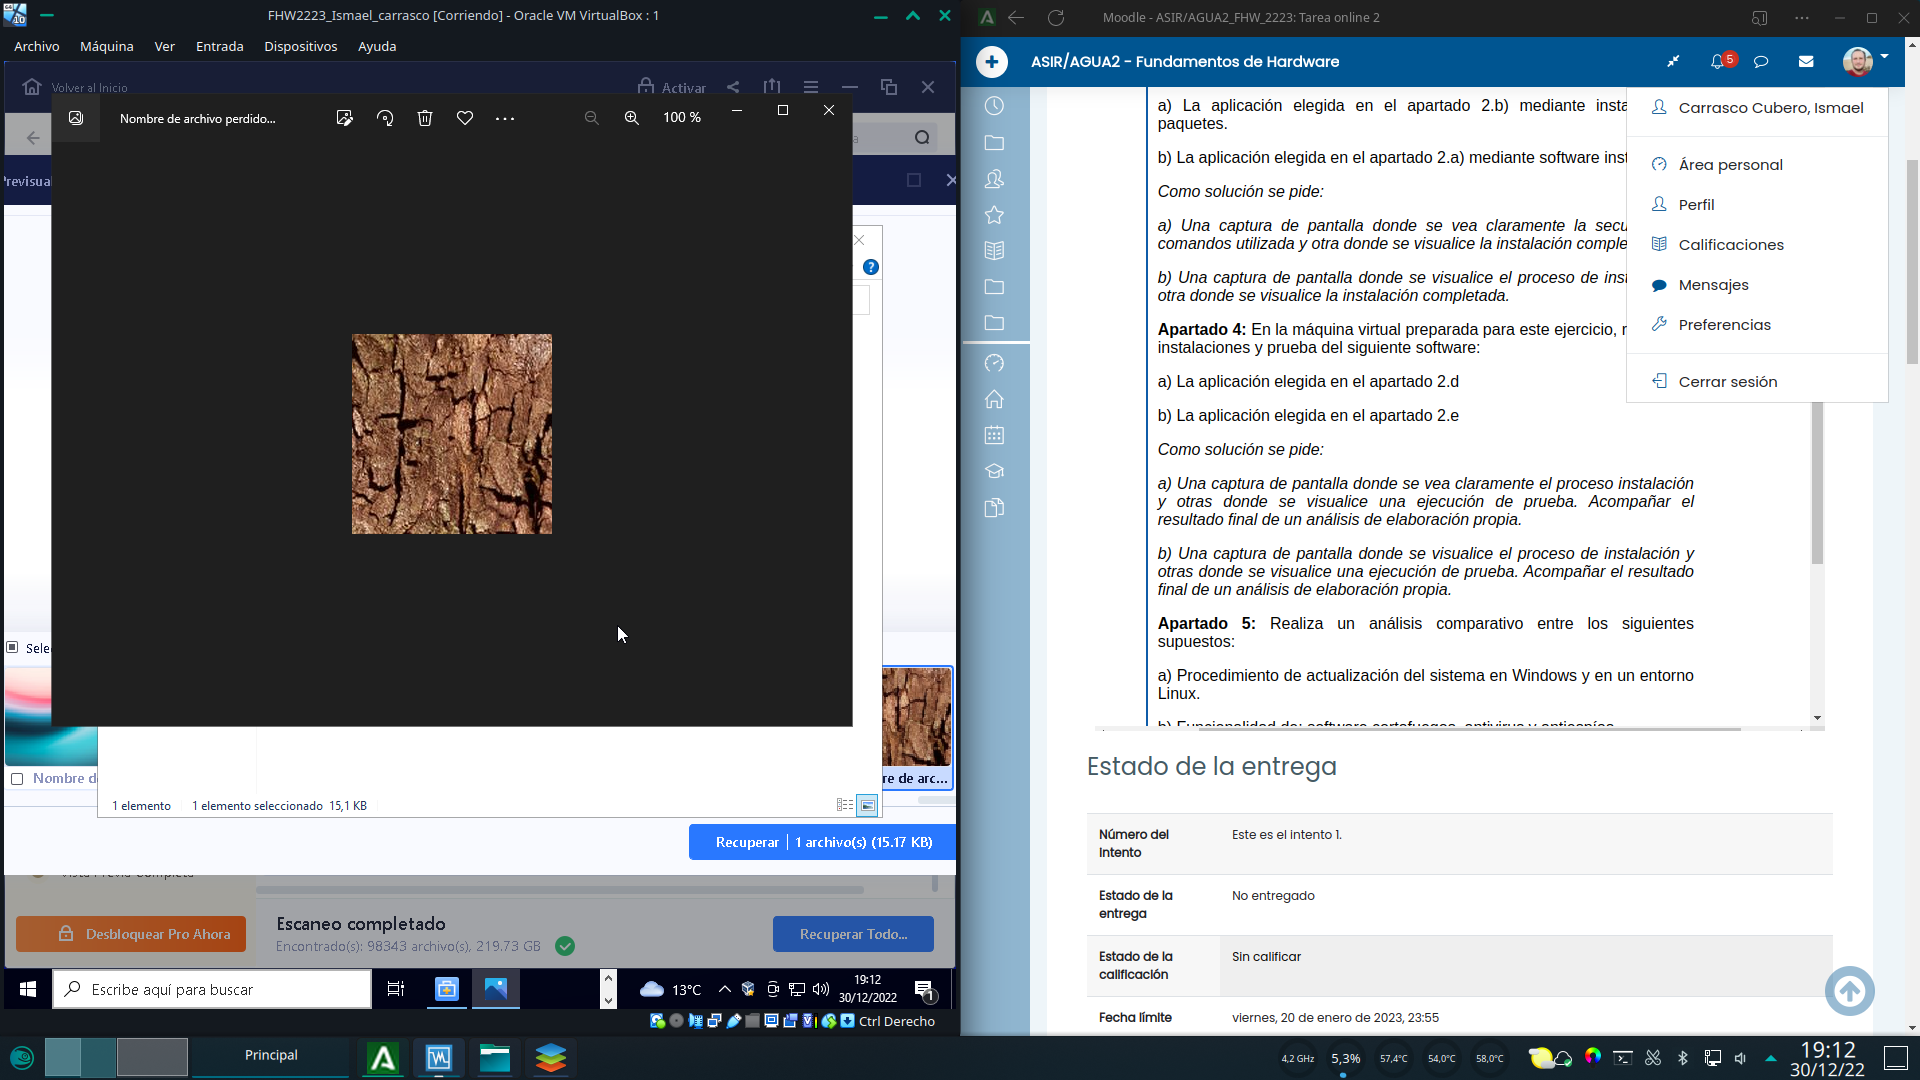 FHW2223_Ismael_carrasco [Corriendo] - Oracle VM VirtualBox : 1
Archivo Máquina Ver Entrada Dispositivos Ayuda
Volver al Inicio
Activar
Nombre de archivo perdido...
100 %
Previsual
Sele
Nombre d
re de arc...
1 elemento 1 elemento seleccionado 15,1 KB
Recuperar | 1 archivo(s) (15.17 KB)
Vista Previa Completa
Desbloquear Pro Ahora
Escaneo completado
Encontrado(s): 98343 archivo(s), 219.73 GB
Recuperar Todo...
Escribe aquí para buscar
13°C
19:12
30/12/2022
1
Ctrl Derecho
Moodle - ASIR/AGUA2_FHW_2223: Tarea online 2
ASIR/AGUA2 - Fundamentos de Hardware
5
Carrasco Cubero, Ismael
Área personal
Perfil
Calificaciones
Mensajes
Preferencias
Cerrar sesión
a) La aplicación elegida en el apartado 2.b) mediante insta
paquetes.
b) La aplicación elegida en el apartado 2.a) mediante software inst
Como solución se pide:
a) Una captura de pantalla donde se vea claramente la secu
comandos utilizada y otra donde se visualice la instalación comple
b) Una captura de pantalla donde se visualice el proceso de inst
otra donde se visualice la instalación completada.
Apartado 4: En la máquina virtual preparada para este ejercicio, r
instalaciones y prueba del siguiente software:
a) La aplicación elegida en el apartado 2.d
b) La aplicación elegida en el apartado 2.e
Como solución se pide:
a) Una captura de pantalla donde se vea claramente el proceso instalación
y otras donde se visualice una ejecución de prueba. Acompañar el
resultado final de un análisis de elaboración propia.
b) Una captura de pantalla donde se visualice el proceso de instalación y
otras donde se visualice una ejecución de prueba. Acompañar el resultado
final de un análisis de elaboración propia.
Apartado 5: Realiza un análisis comparativo entre los siguientes
supuestos:
a) Procedimiento de actualización del sistema en Windows y en un entorno
Linux.
b) Funcionalidad de: software cortafuegos, antivirus y antiespías
Estado de la entrega
Número del
intento
Este es el intento 1.
Estado de la
entrega
No entregado
Estado de la
calificación
Sin calificar
Fecha límite
viernes, 20 de enero de 2023, 23:55
Principal
4,2 GHz
5,3%
57,4°C
54,0°C
58,0°C
19:12
30/12/22